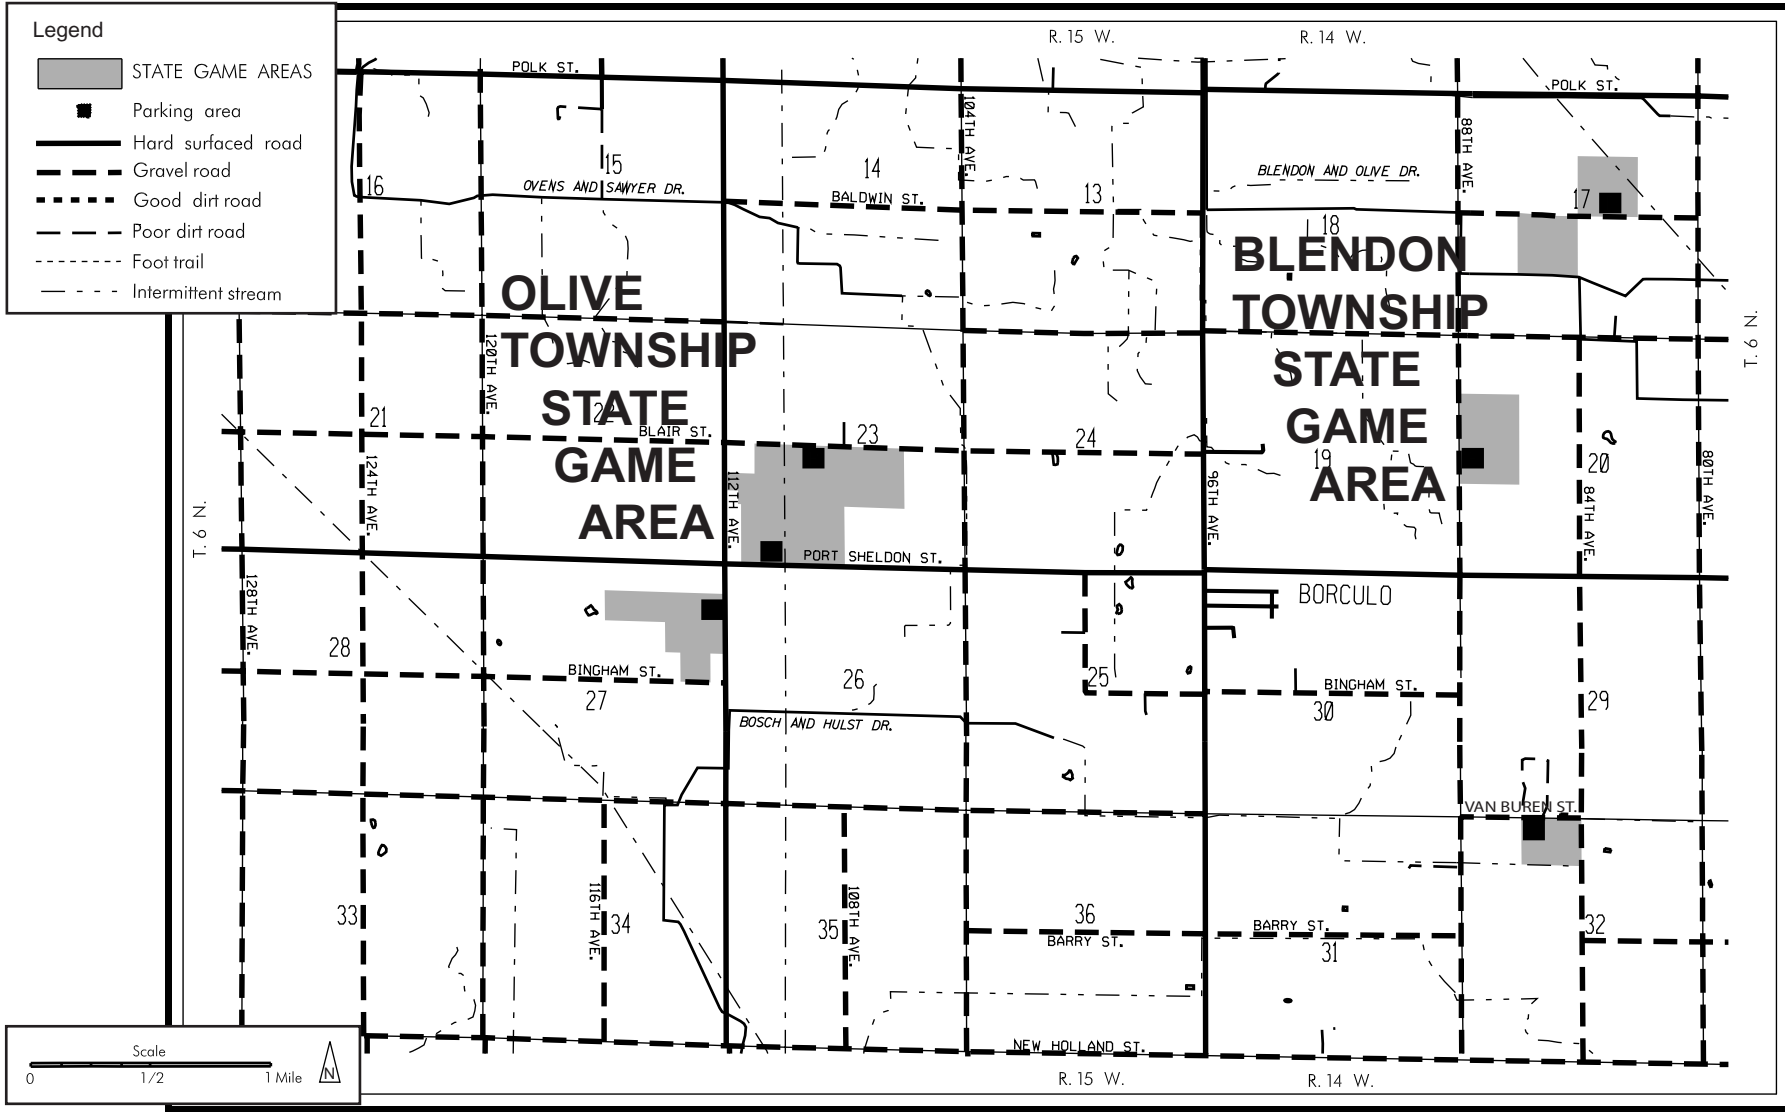 Legend
STATE GAME AREAS
Parking area
Hard surfaced road
Gravel road
Good dirt road
Poor dirt road
Foot trail
Intermittent stream
R. 15 W.
R. 14 W.
POLK ST.
POLK ST.
104TH AVE.
88TH AVE.
16
15
14
13
18
17
OVENS AND SAWYER DR.
BALDWIN ST.
BLENDON AND OLIVE DR.
OLIVE
TOWNSHIP
STATE
GAME
AREA
BLENDON
TOWNSHIP
STATE
GAME
AREA
T. 6 N.
T. 6 N.
120TH AVE.
21
22
23
24
19
20
BLAIR ST.
124TH AVE.
112TH AVE.
96TH AVE.
84TH AVE.
80TH AVE.
PORT SHELDON ST.
128TH AVE.
BORCULO
28
27
26
25
30
29
BINGHAM ST.
BINGHAM ST.
BOSCH AND HULST DR.
VAN BUREN ST.
33
116TH AVE.
34
35
108TH AVE.
36
31
32
BARRY ST.
BARRY ST.
NEW HOLLAND ST.
R. 15 W.
R. 14 W.
Scale
0 1/2 1 Mile
N